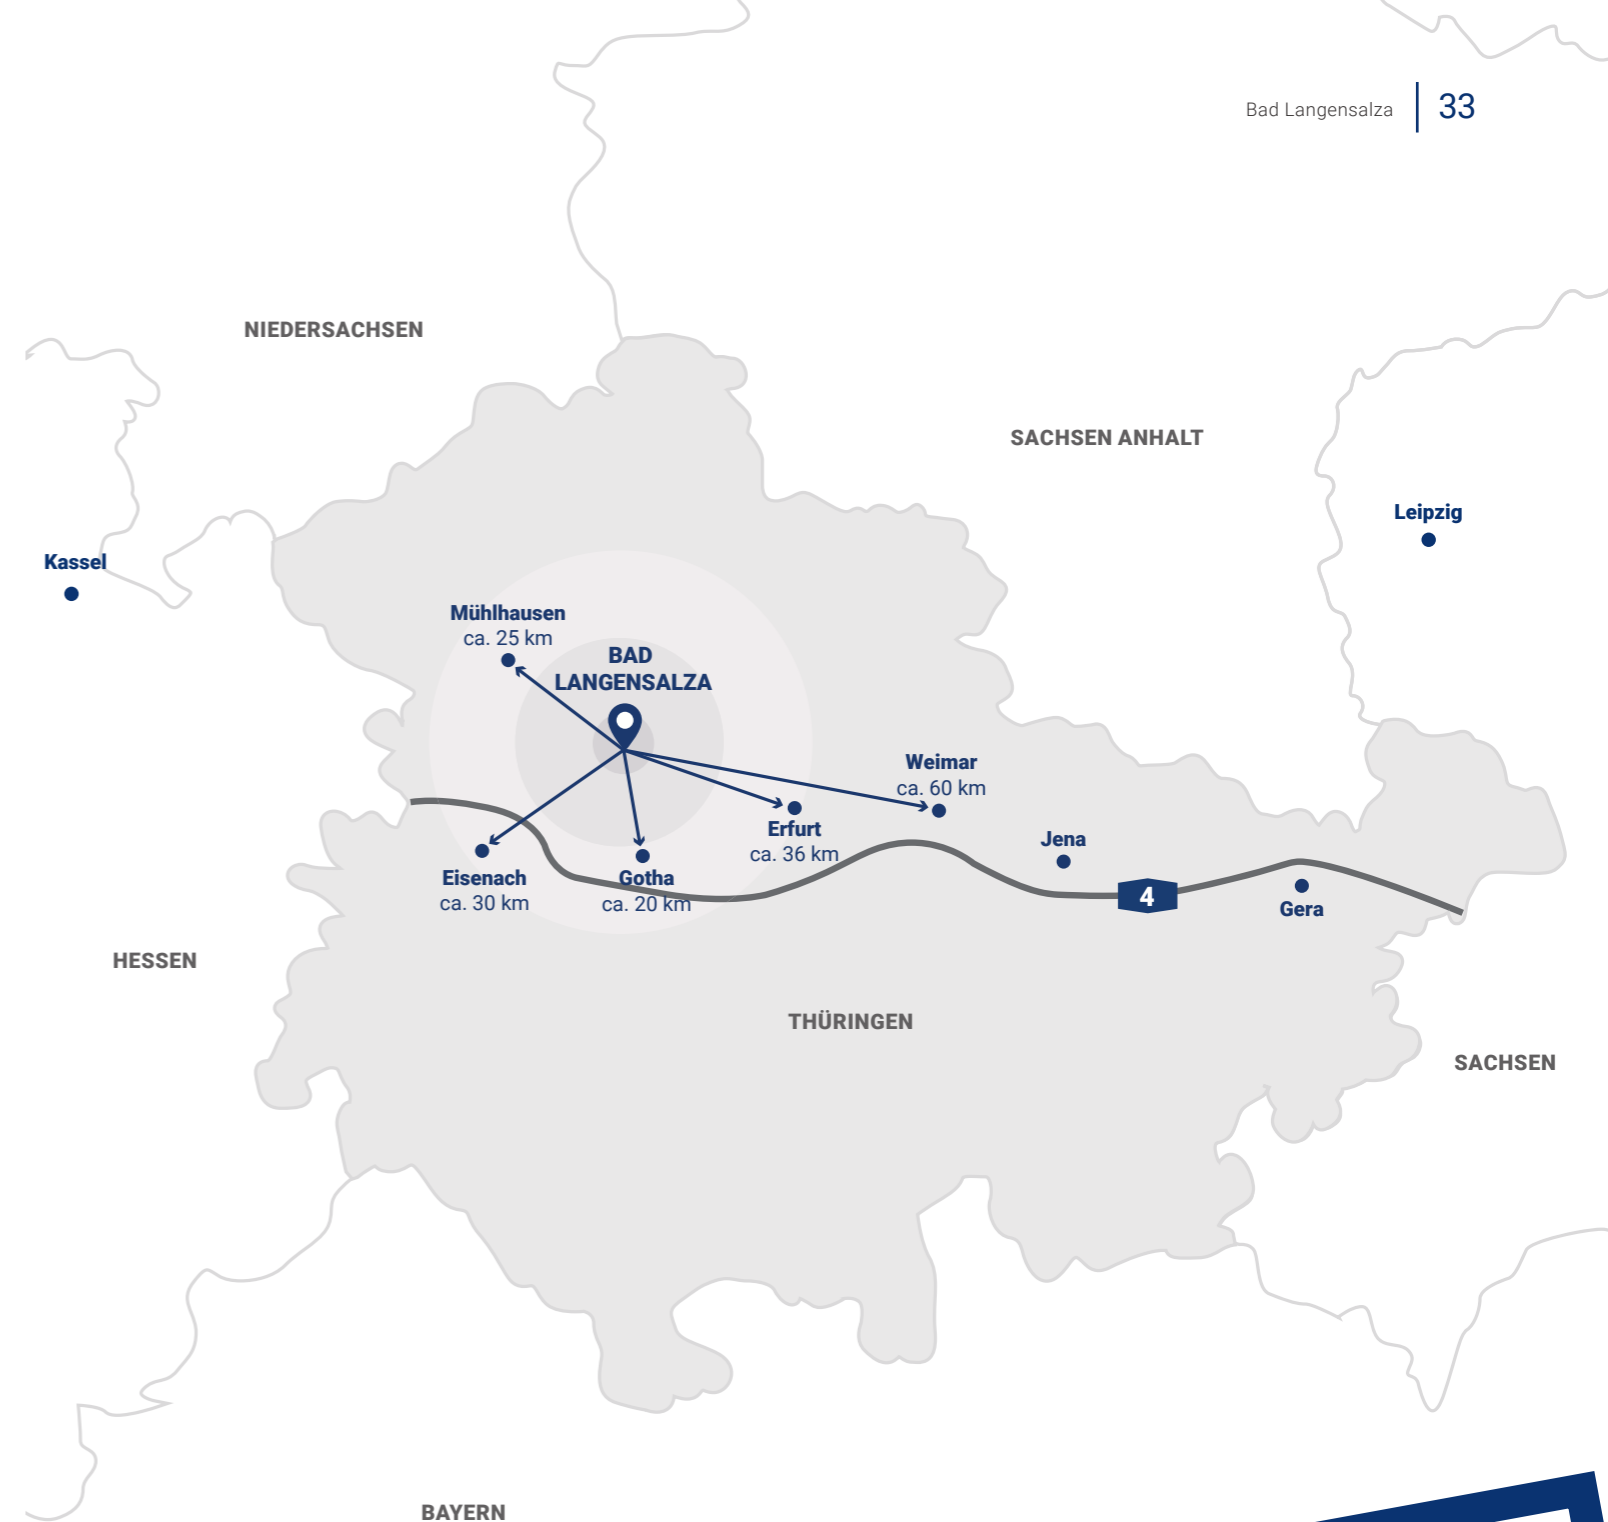 Bad Langensalza 33
NIEDERSACHSEN
SACHSEN ANHALT
Leipzig
Kassel
Mühlhausen
ca. 25 km
BAD
LANGENSALZA
Weimar
ca. 60 km
Erfurt
ca. 36 km
Jena
Eisenach
ca. 30 km
Gotha
ca. 20 km
4
Gera
HESSEN
THÜRINGEN
SACHSEN
BAYERN